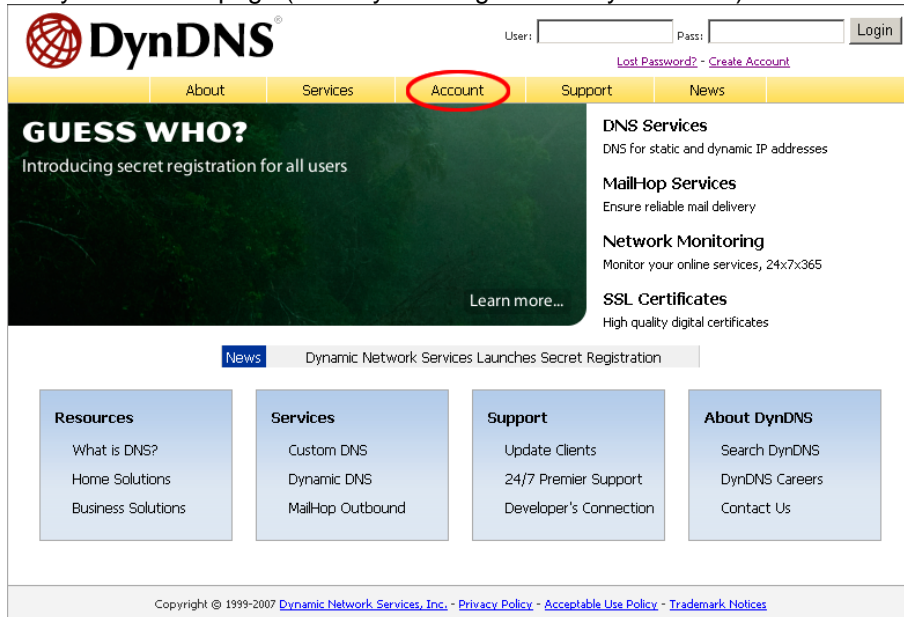 DynDNS®
User: Pass: Login
Lost Password? - Create Account
About Services Account Support News
GUESS WHO?
Introducing secret registration for all users
Learn more...
DNS Services
DNS for static and dynamic IP addresses
MailHop Services
Ensure reliable mail delivery
Network Monitoring
Monitor your online services, 24x7x365
SSL Certificates
High quality digital certificates
News Dynamic Network Services Launches Secret Registration
Resources
What is DNS?
Home Solutions
Business Solutions
Services
Custom DNS
Dynamic DNS
MailHop Outbound
Support
Update Clients
24/7 Premier Support
Developer's Connection
About DynDNS
Search DynDNS
DynDNS Careers
Contact Us
Copyright © 1999-2007 Dynamic Network Services, Inc. - Privacy Policy - Acceptable Use Policy - Trademark Notices